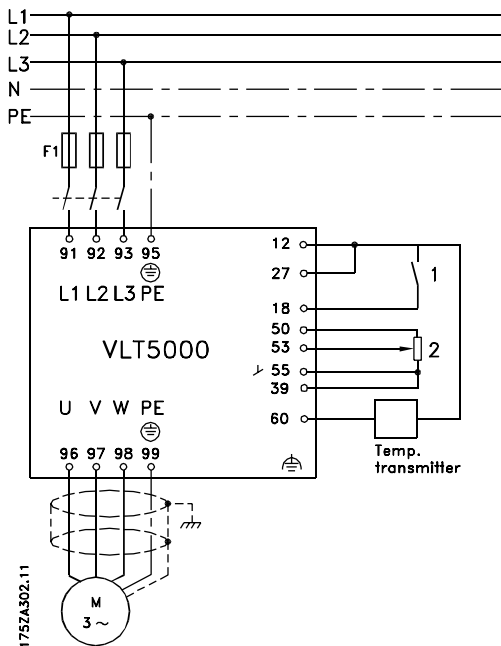 L1
L2
L3
N
PE
F1
91 92 93 95
L1 L2 L3 PE
VLT5000
U V W PE
96 97 98 99
12
27
18
50
53
55
39
60
1
2
Temp.
transmitter
M
3 ~
175ZA302.11